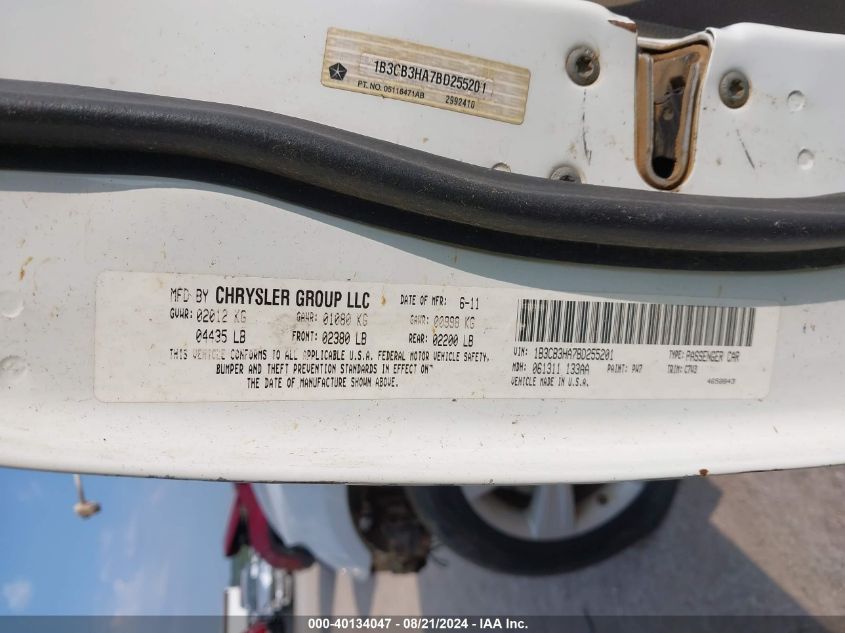 1B3CB3HA7BD255201
PT. NO. 05116471AB 2992410
MFD BY CHRYSLER GROUP LLC DATE OF MFR: 6-11
GVWR: 02012 KG GAWR: 01080 KG GAWR: 00998 KG
04435 LB FRONT: 02380 LB REAR: 02200 LB
THIS VEHICLE CONFORMS TO ALL APPLICABLE U.S.A. FEDERAL MOTOR VEHICLE SAFETY,
BUMPER AND THEFT PREVENTION STANDARDS IN EFFECT ON
THE DATE OF MANUFACTURE SHOWN ABOVE.
VIN: 1B3CB3HA7BD255201 TYPE: PASSENGER CAR
MDH: 061311 133AA PAINT: PW7 TRIM: C7V3
VEHICLE MADE IN U.S.A.
000-40134047 - 08/21/2024 - IAA Inc.